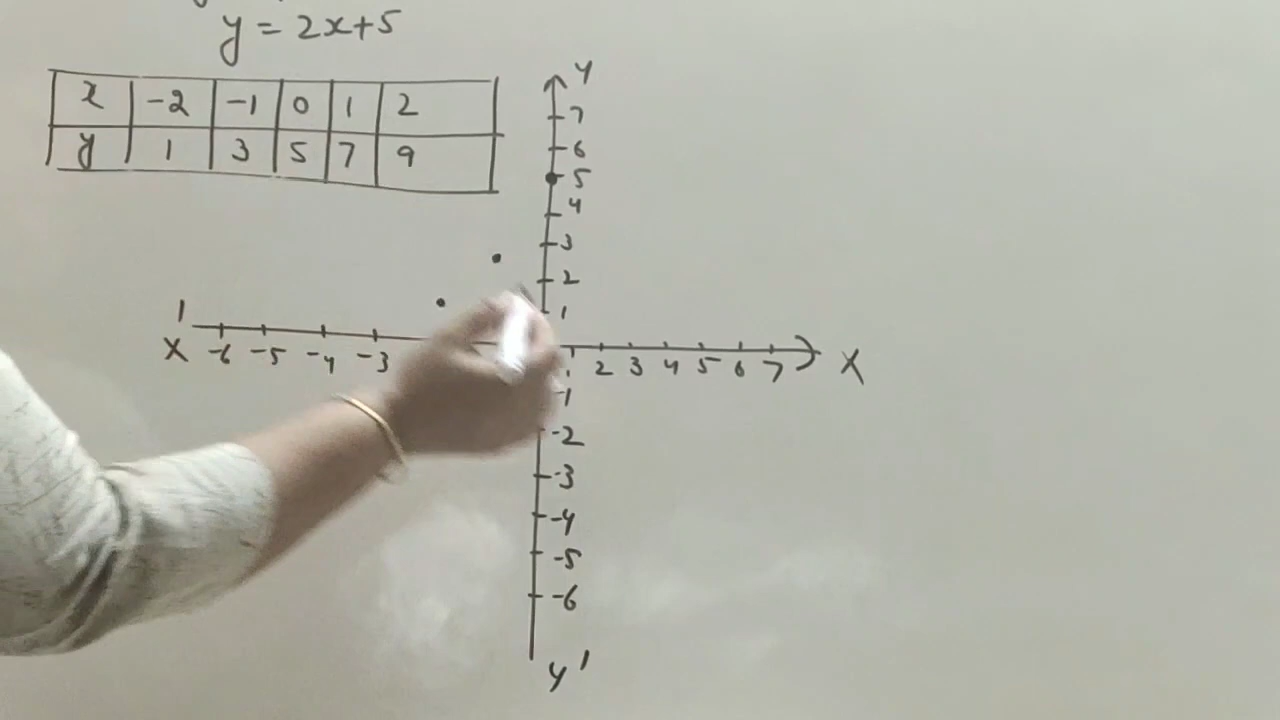 y = 2x+5
x -2 -1 0 1 2
y 1 3 5 7 9
Y
7
6
5
4
3
2
1
X' -6 -5 -4 -3 1 2 3 4 5 6 7 X
-1
-2
-3
-4
-5
-6
Y'